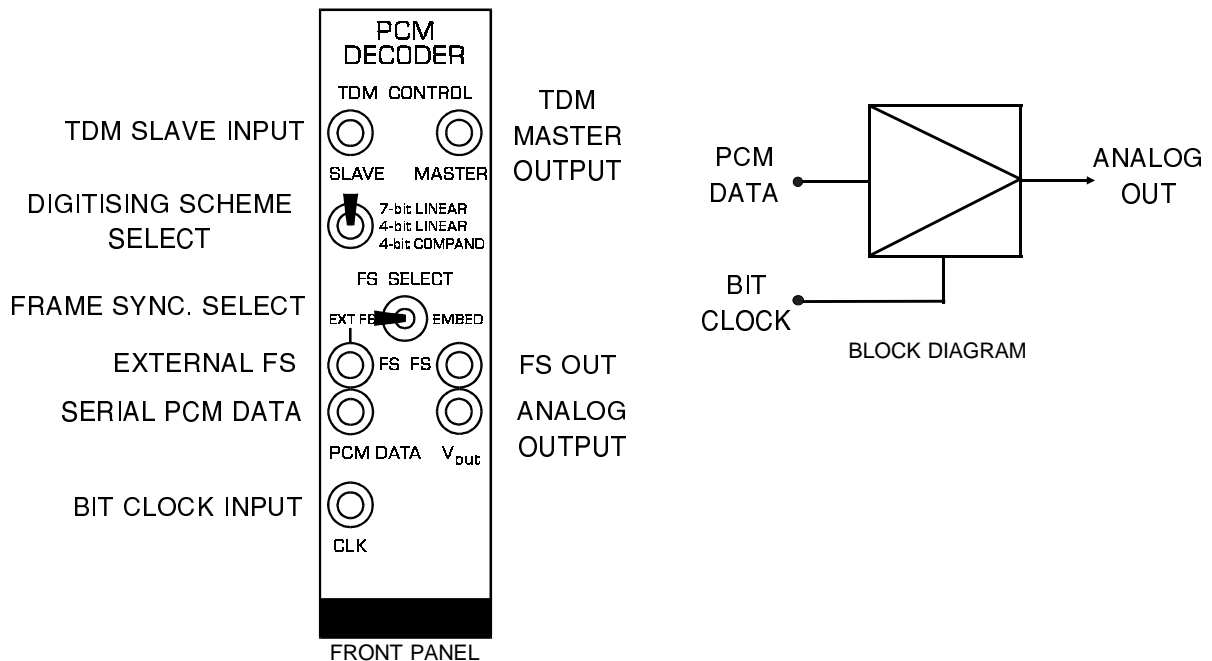 PCM
DECODER
TDM CONTROL
TDM SLAVE INPUT
TDM
MASTER
OUTPUT
SLAVE MASTER
DIGITISING SCHEME
SELECT
7-bit LINEAR
4-bit LINEAR
4-bit COMPAND
FS SELECT
FRAME SYNC. SELECT
EXT FS EMBED
EXTERNAL FS
FS FS
FS OUT
SERIAL PCM DATA
ANALOG
OUTPUT
PCM DATA Vout
BIT CLOCK INPUT
CLK
FRONT PANEL
PCM
DATA
ANALOG
OUT
BIT
CLOCK
BLOCK DIAGRAM